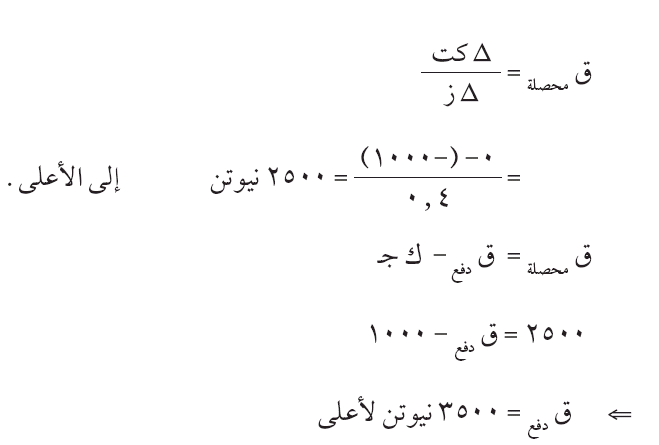 ق محصلة = Δ كت / Δ ز
= ٠ - (-١٠٠٠) / ٠,٤ = ٢٥٠٠ نيوتن إلى الأعلى .
ق محصلة = ق دفع - ك جـ
٢٥٠٠ = ق دفع - ١٠٠٠
⇐ ق دفع = ٣٥٠٠ نيوتن لأعلى